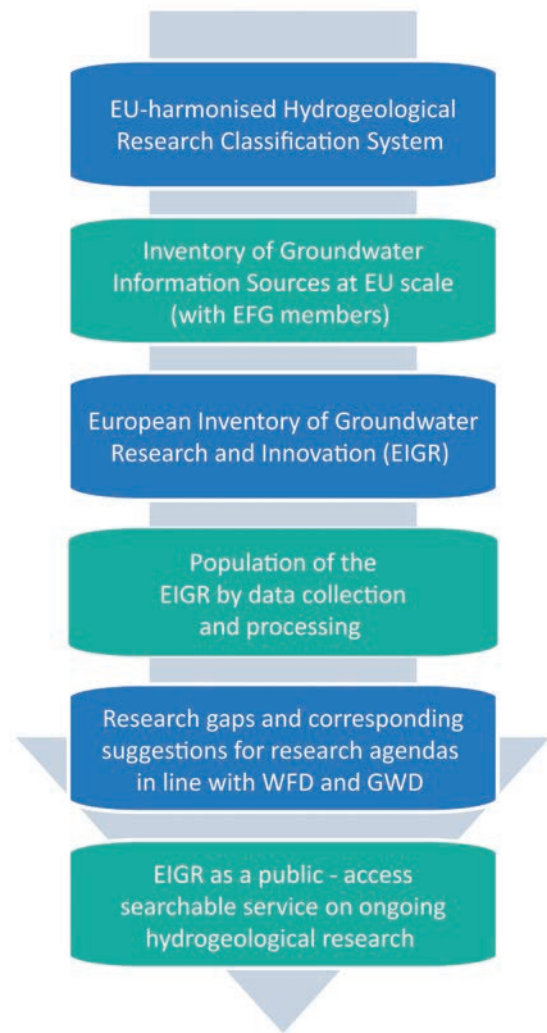 EU-harmonised Hydrogeological
Research Classification System
Inventory of Groundwater
Information Sources at EU scale
(with EFG members)
European Inventory of Groundwater
Research and Innovation (EIGR)
Population of the
EIGR by data collection
and processing
Research gaps and corresponding
suggestions for research agendas
in line with WFD and GWD
EIGR as a public - access
searchable service on ongoing
hydrogeological research